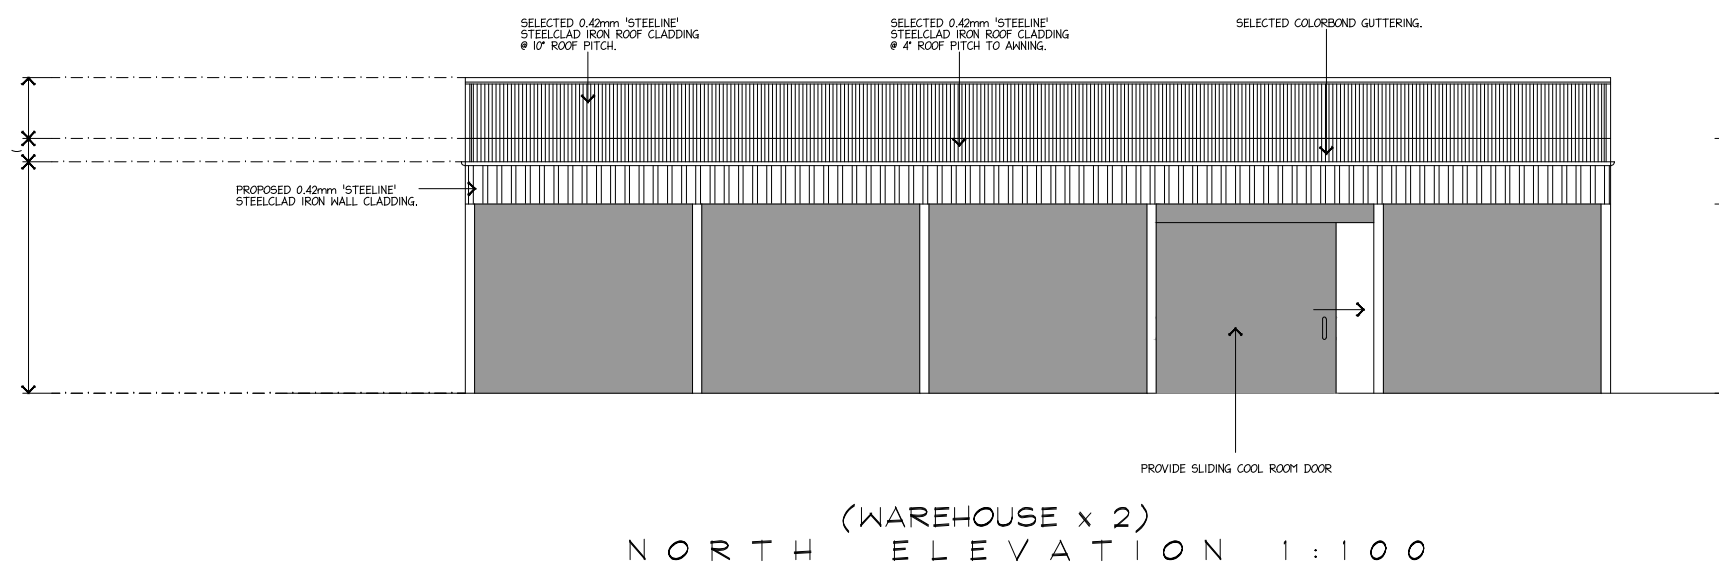 SELECTED 0.42mm 'STEELINE'
STEELCLAD IRON ROOF CLADDING
@ 10° ROOF PITCH.
SELECTED 0.42mm 'STEELINE'
STEELCLAD IRON ROOF CLADDING
@ 4° ROOF PITCH TO AWNING.
SELECTED COLORBOND GUTTERING.
PROPOSED 0.42mm 'STEELINE'
STEELCLAD IRON WALL CLADDING.
PROVIDE SLIDING COOL ROOM DOOR
(WAREHOUSE x 2)
NORTH ELEVATION 1:100